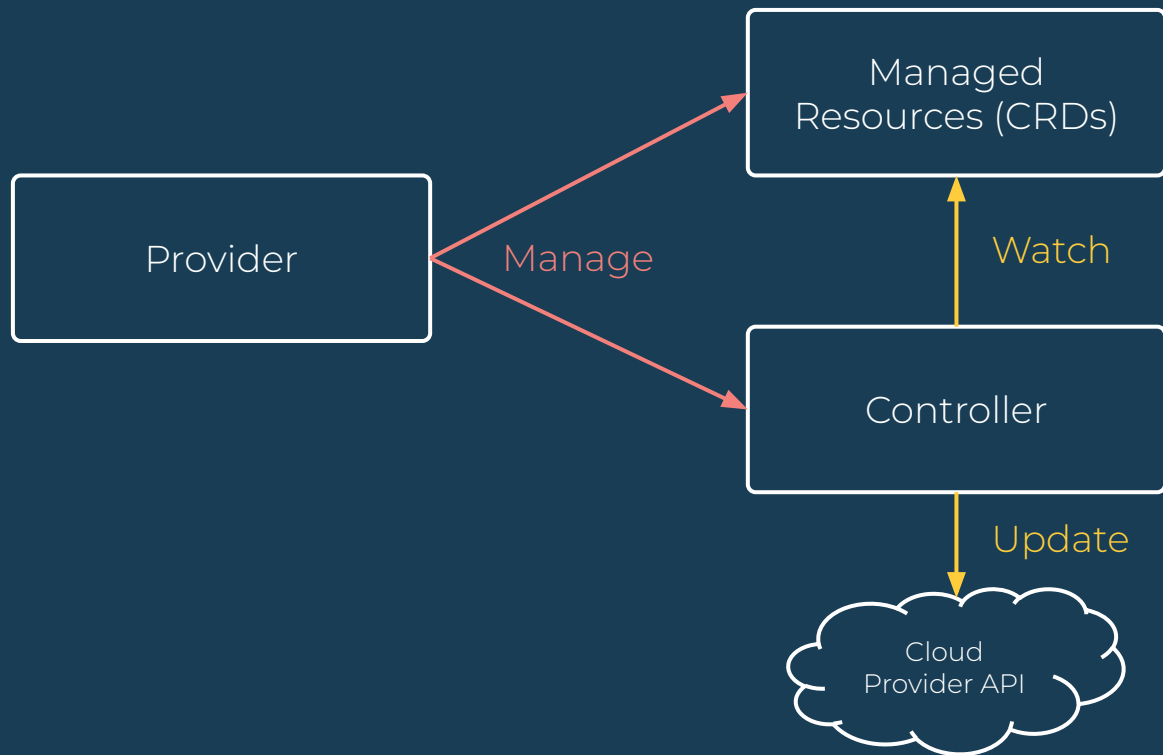 Managed
Resources (CRDs)
Provider
Manage
Watch
Controller
Update
Cloud
Provider API